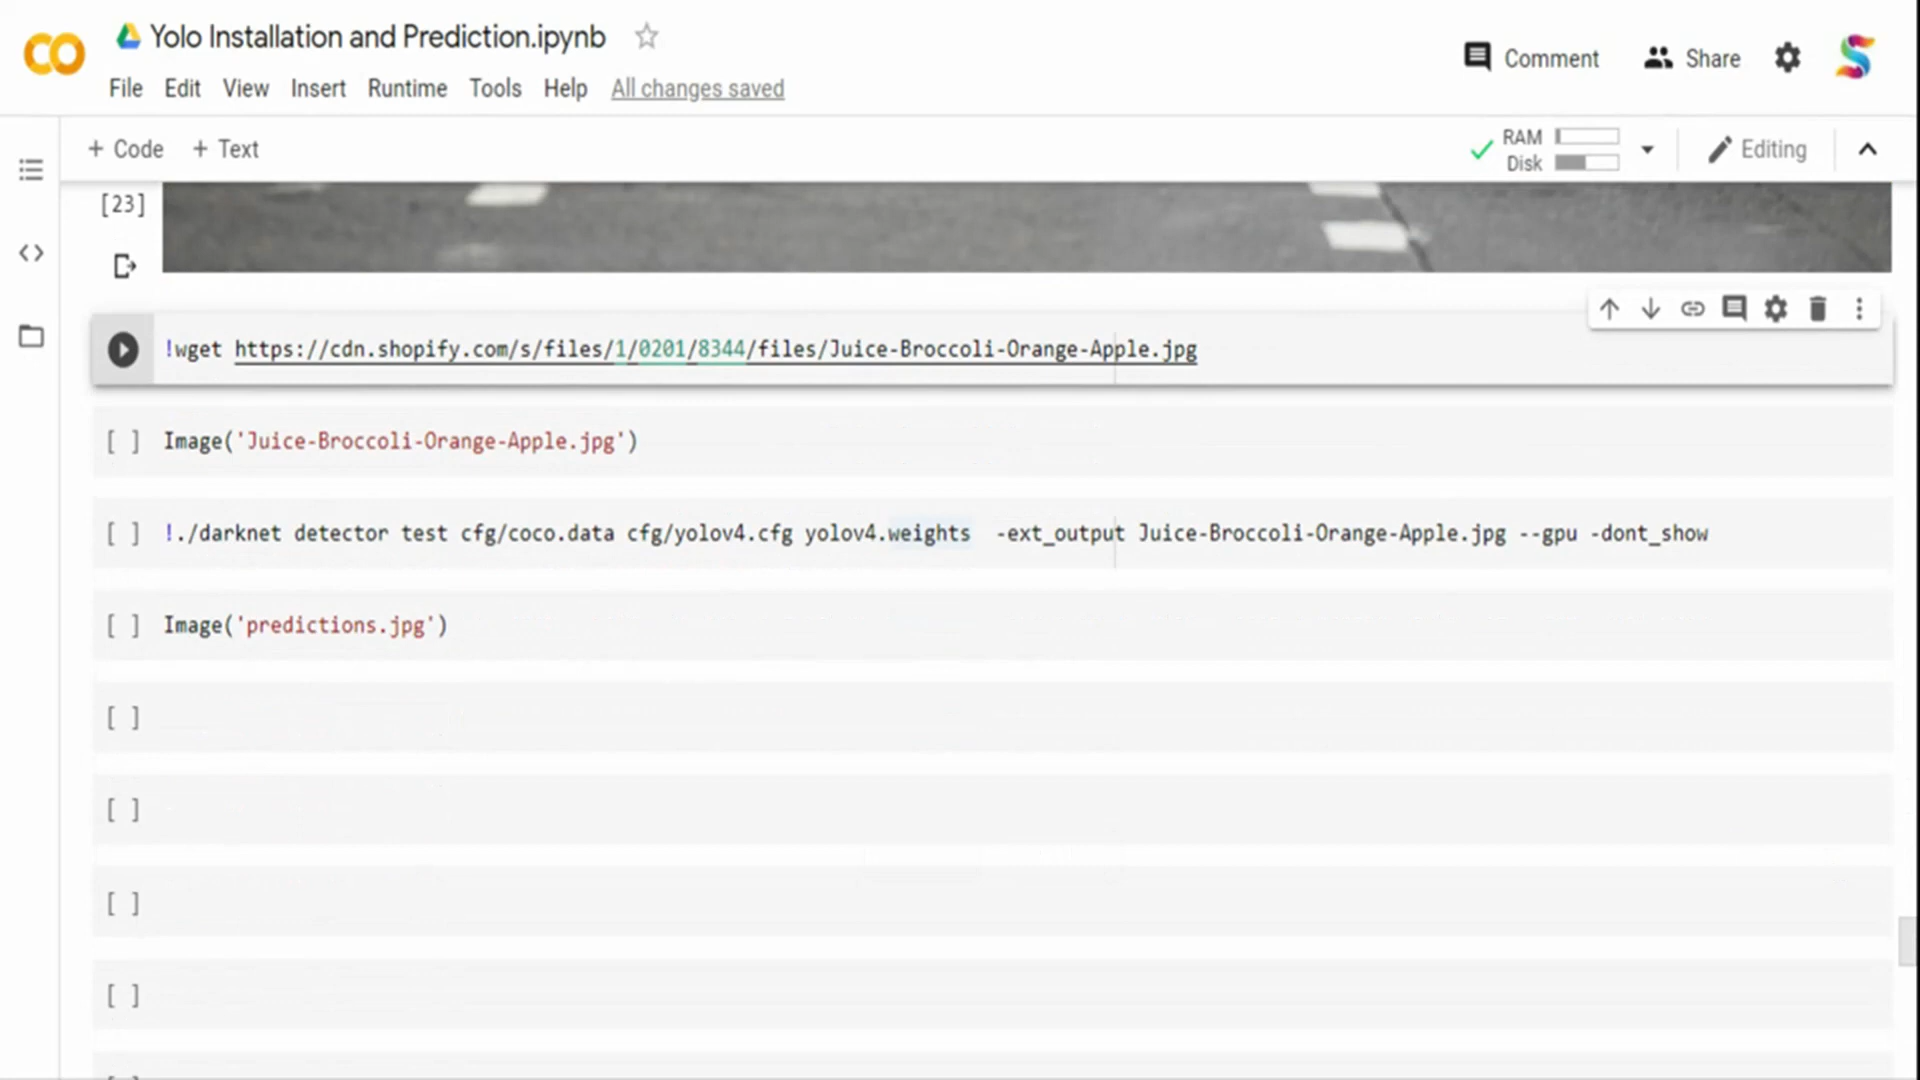 Yolo Installation and Prediction.ipynb
Comment
Share
File Edit View Insert Runtime Tools Help All changes saved
+ Code + Text
RAM
Disk
Editing
[23]
!wget https://cdn.shopify.com/s/files/1/0201/8344/files/Juice-Broccoli-Orange-Apple.jpg
[ ] Image('Juice-Broccoli-Orange-Apple.jpg')
[ ] !./darknet detector test cfg/coco.data cfg/yolov4.cfg yolov4.weights -ext_output Juice-Broccoli-Orange-Apple.jpg --gpu -dont_show
[ ] Image('predictions.jpg')
[ ]
[ ]
[ ]
[ ]